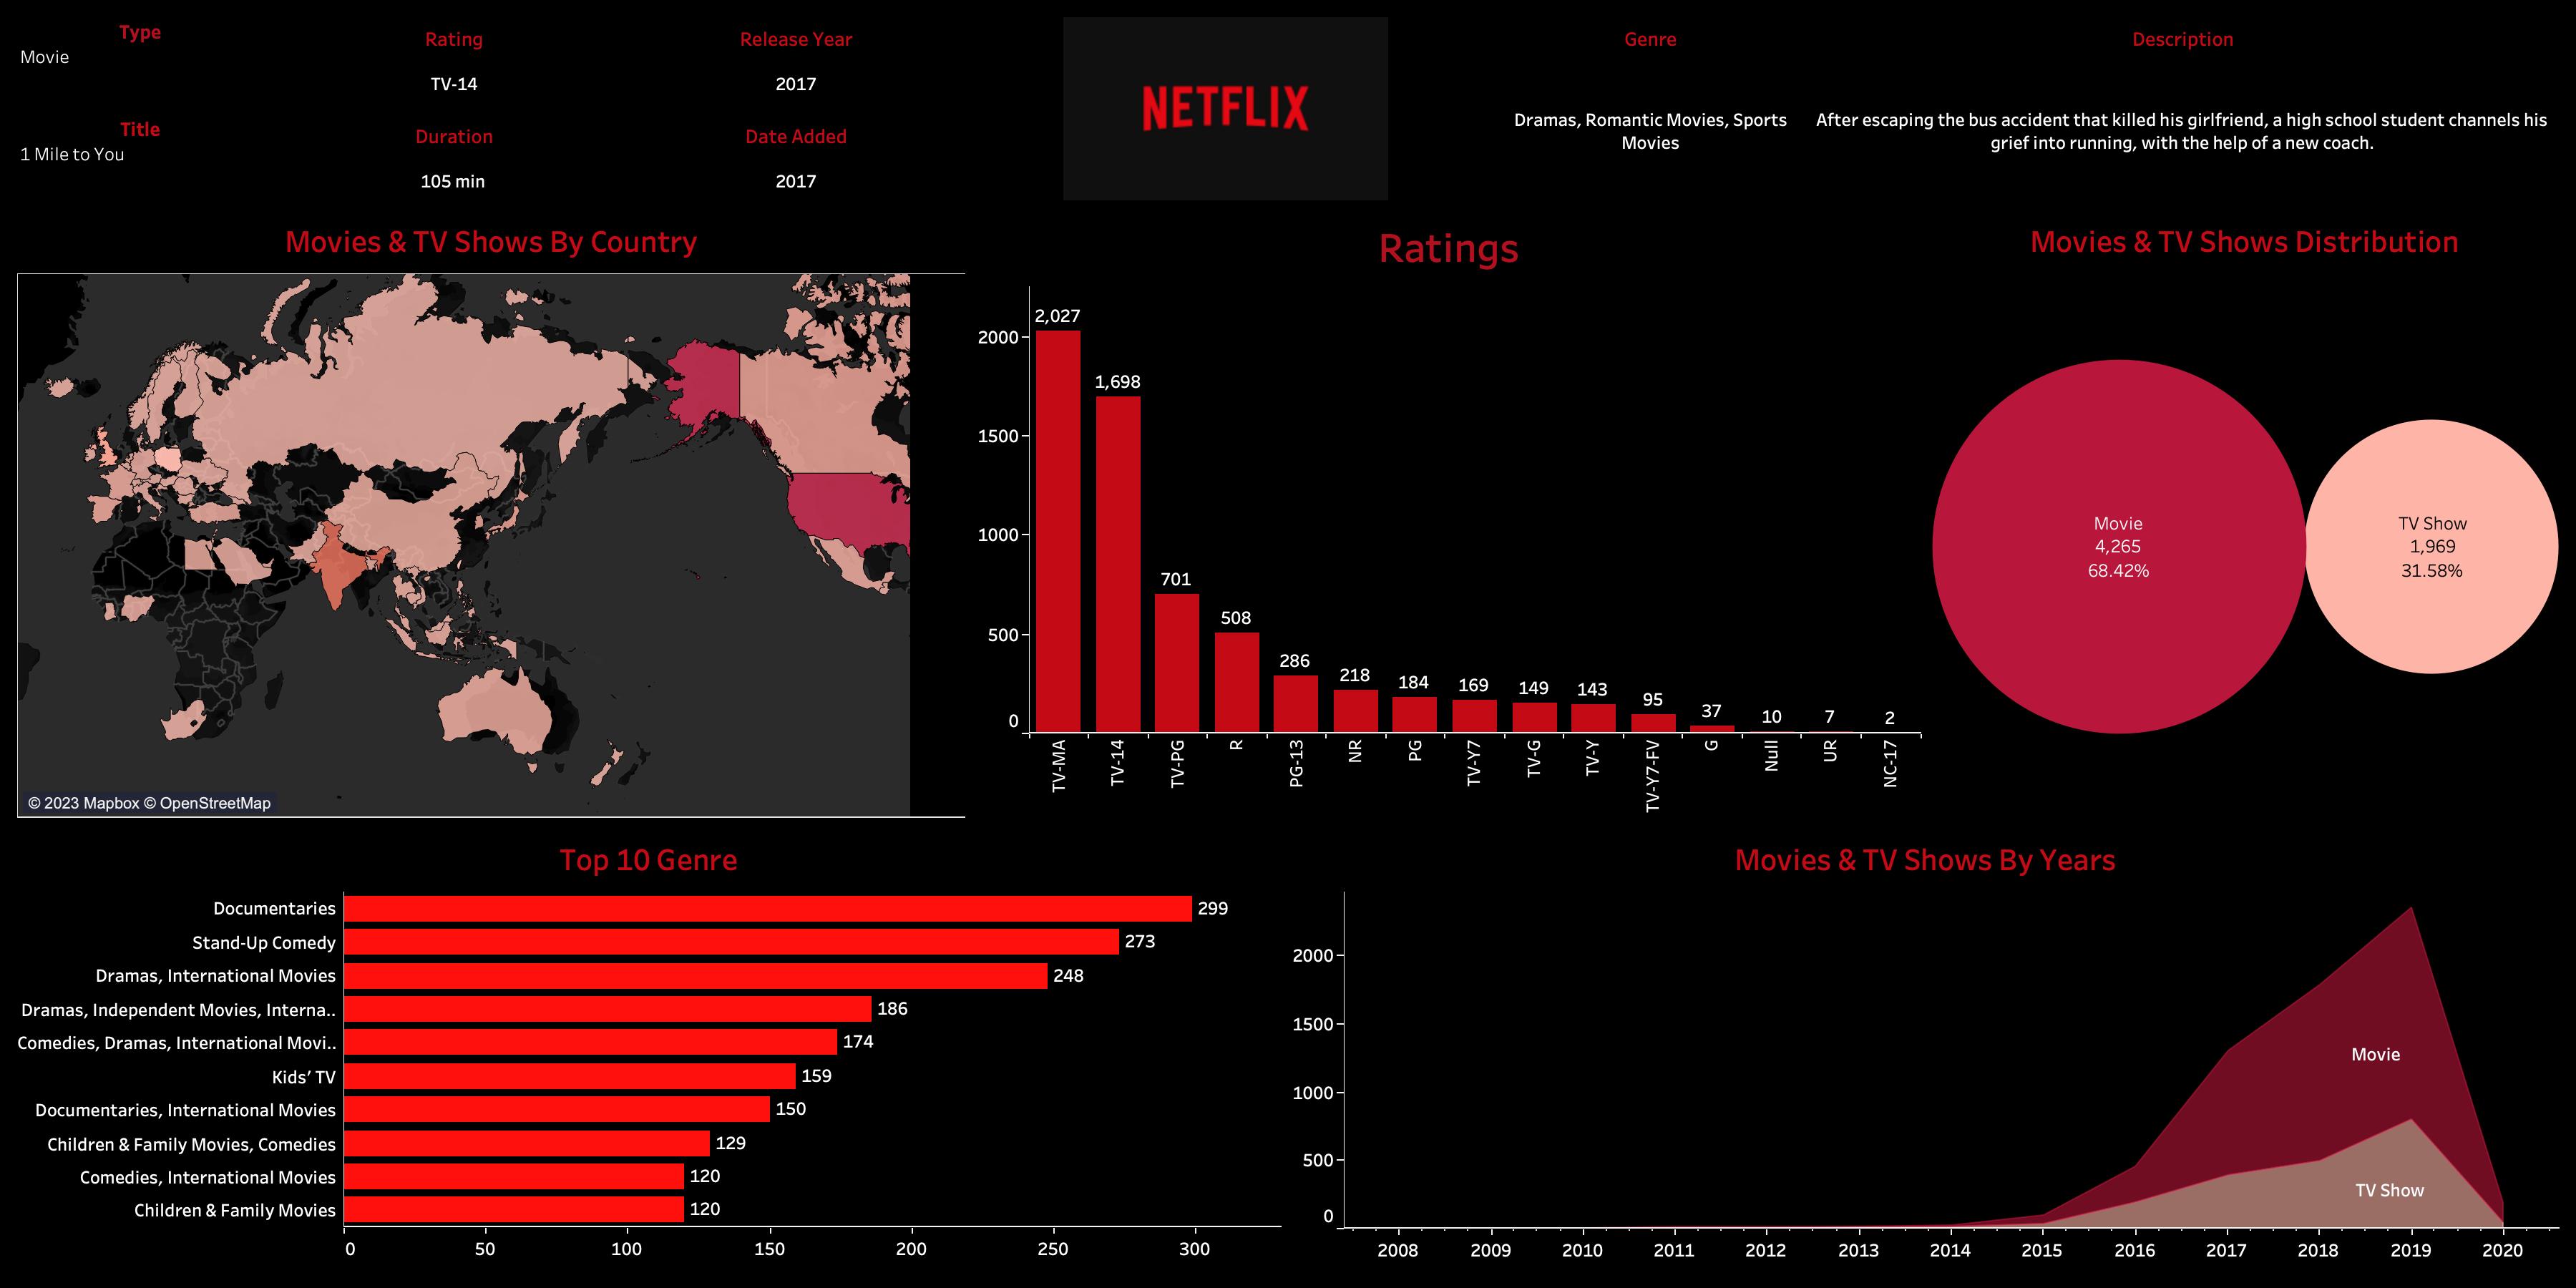 Type
Movie
Title
1 Mile to You
Rating
TV-14
Duration
105 min
Release Year
2017
Date Added
2017
NETFLIX
Genre
Dramas, Romantic Movies, Sports
Movies
Description
After escaping the bus accident that killed his girlfriend, a high school student channels his
grief into running, with the help of a new coach.
Movies & TV Shows By Country
© 2023 Mapbox © OpenStreetMap
Ratings
2000
1500
1000
500
0
2,027
1,698
701
508
286
218
184
169
149
143
95
37
10
7
2
TV-MA
TV-14
TV-PG
R
PG-13
NR
PG
TV-Y7
TV-G
TV-Y
TV-Y7-FV
G
Null
UR
NC-17
Movies & TV Shows Distribution
Movie
4,265
68.42%
TV Show
1,969
31.58%
Top 10 Genre
Documentaries 299
Stand-Up Comedy 273
Dramas, International Movies 248
Dramas, Independent Movies, Interna.. 186
Comedies, Dramas, International Movi.. 174
Kids’ TV 159
Documentaries, International Movies 150
Children & Family Movies, Comedies 129
Comedies, International Movies 120
Children & Family Movies 120
0 50 100 150 200 250 300
Movies & TV Shows By Years
2000
1500
1000
500
0
Movie
TV Show
2008 2009 2010 2011 2012 2013 2014 2015 2016 2017 2018 2019 2020